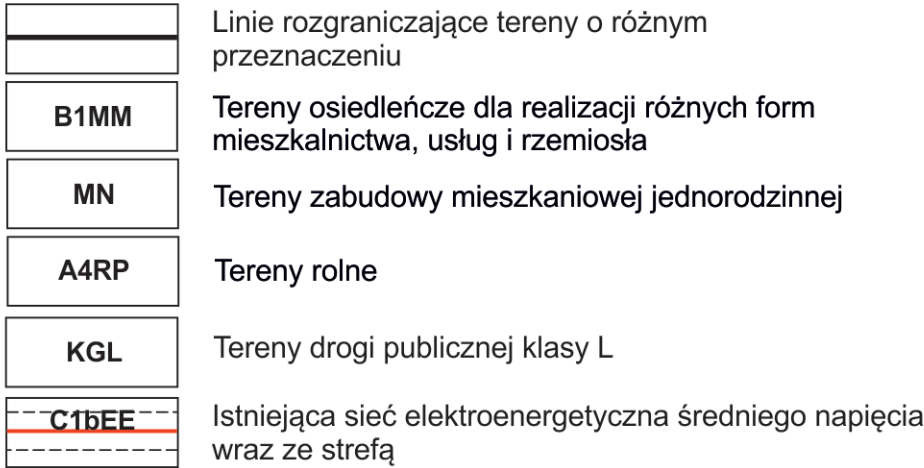 Linie rozgraniczające tereny o różnym
przeznaczeniu
B1MM
Tereny osiedleńcze dla realizacji różnych form
mieszkalnictwa, usług i rzemiosła
MN
Tereny zabudowy mieszkaniowej jednorodzinnej
A4RP
Tereny rolne
KGL
Tereny drogi publicznej klasy L
C1bEE
Istniejąca sieć elektroenergetyczna średniego napięcia
wraz ze strefą